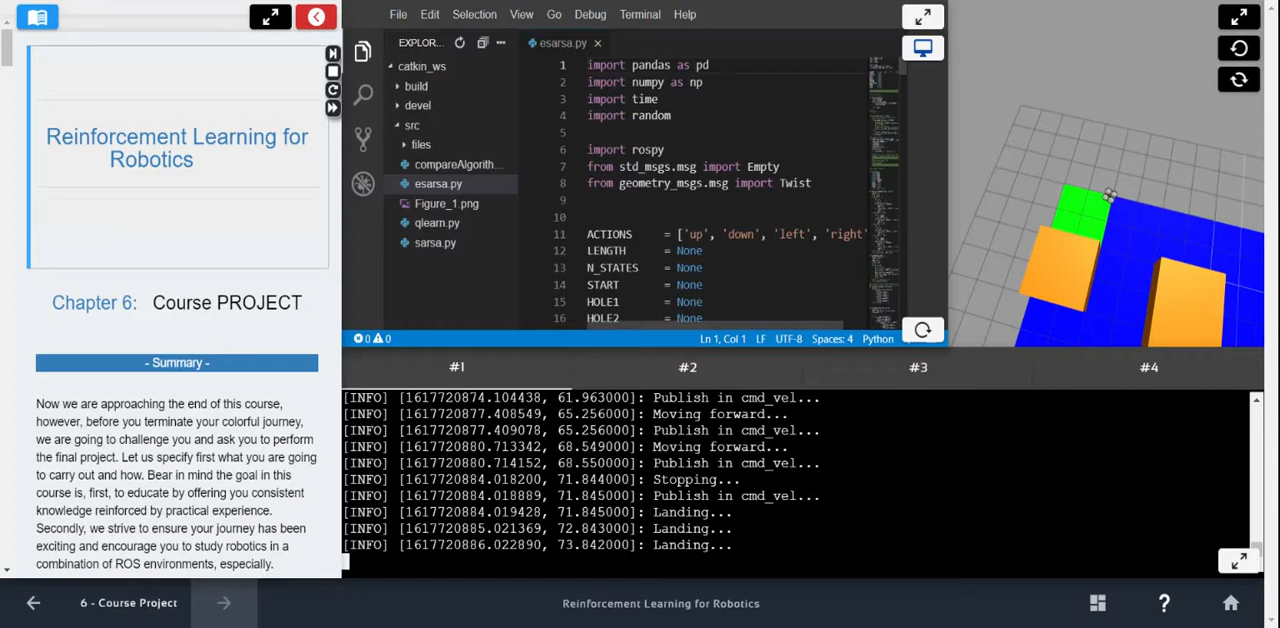 Reinforcement Learning for
Robotics
Chapter 6: Course PROJECT
- Summary -
Now we are approaching the end of this course,
however, before you terminate your colorful journey,
we are going to challenge you and ask you to perform
the final project. Let us specify first what you are going
to carry out and how. Bear in mind the goal in this
course is, first, to educate by offering you consistent
knowledge reinforced by practical experience.
Secondly, we strive to ensure your journey has been
exciting and encourage you to study robotics in a
combination of ROS environments, especially.
File Edit Selection View Go Debug Terminal Help
EXPLOR...
catkin_ws
build
devel
src
files
compareAlgorith...
esarsa.py
Figure_1.png
qlearn.py
sarsa.py
esarsa.py
1 import pandas as pd
2 import numpy as np
3 import time
4 import random
5
6 import rospy
7 from std_msgs.msg import Empty
8 from geometry_msgs.msg import Twist
9
10
11 ACTIONS = ['up', 'down', 'left', 'right'
12 LENGTH = None
13 N_STATES = None
14 START = None
15 HOLE1 = None
16 HOLE2 = None
0 0 Ln 1, Col 1 LF UTF-8 Spaces: 4 Python
#1 #2 #3 #4
[INFO] [1617720874.104438, 61.963000]: Publish in cmd_vel...
[INFO] [1617720877.408549, 65.256000]: Moving forward...
[INFO] [1617720877.409078, 65.256000]: Publish in cmd_vel...
[INFO] [1617720880.713342, 68.549000]: Moving forward...
[INFO] [1617720880.714152, 68.550000]: Publish in cmd_vel...
[INFO] [1617720884.018200, 71.844000]: Stopping...
[INFO] [1617720884.018889, 71.845000]: Publish in cmd_vel...
[INFO] [1617720884.019428, 71.845000]: Landing...
[INFO] [1617720885.021369, 72.843000]: Landing...
[INFO] [1617720886.022890, 73.842000]: Landing...
6 - Course Project
Reinforcement Learning for Robotics
?